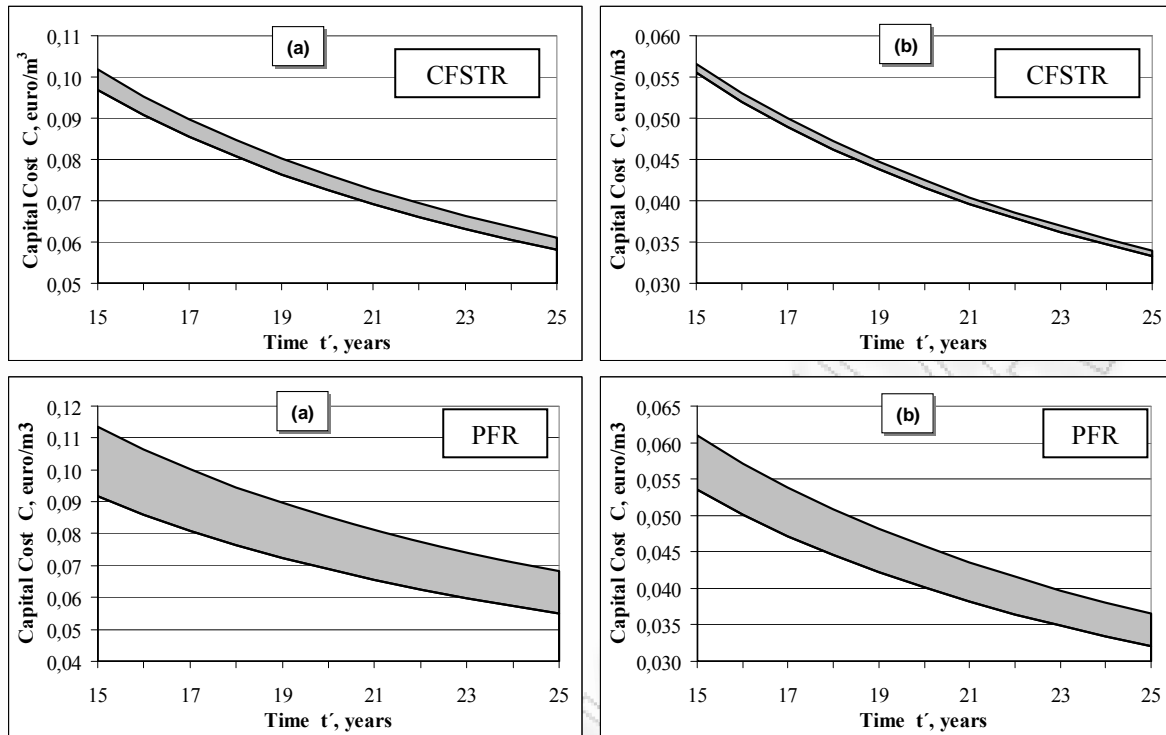 (a)
CFSTR
Capital Cost C, euro/m³
0,11
0,10
0,09
0,08
0,07
0,06
0,05
15 17 19 21 23 25
Time t´, years
(b)
CFSTR
Capital Cost C, euro/m3
0,060
0,055
0,050
0,045
0,040
0,035
0,030
15 17 19 21 23 25
Time t´, years
(a)
PFR
Capital Cost C, euro/m3
0,12
0,11
0,10
0,09
0,08
0,07
0,06
0,05
0,04
15 17 19 21 23 25
Time t´, years
(b)
PFR
Capital Cost C, euro/m3
0,065
0,060
0,055
0,050
0,045
0,040
0,035
0,030
15 17 19 21 23 25
Time t´, years